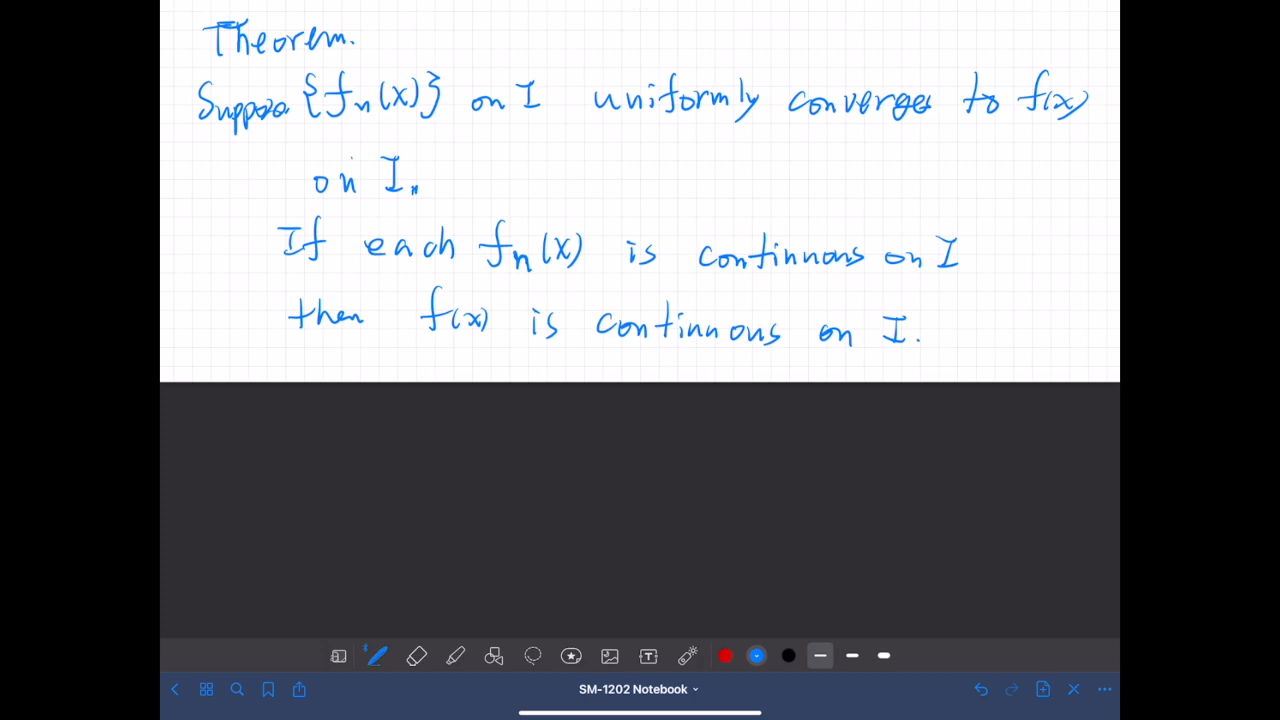 Theorem.
Suppose {fn(x)} on I uniformly converges to f(x)
on I.
If each fn(x) is continuous on I
then f(x) is continuous on I.
SM-1202 Notebook